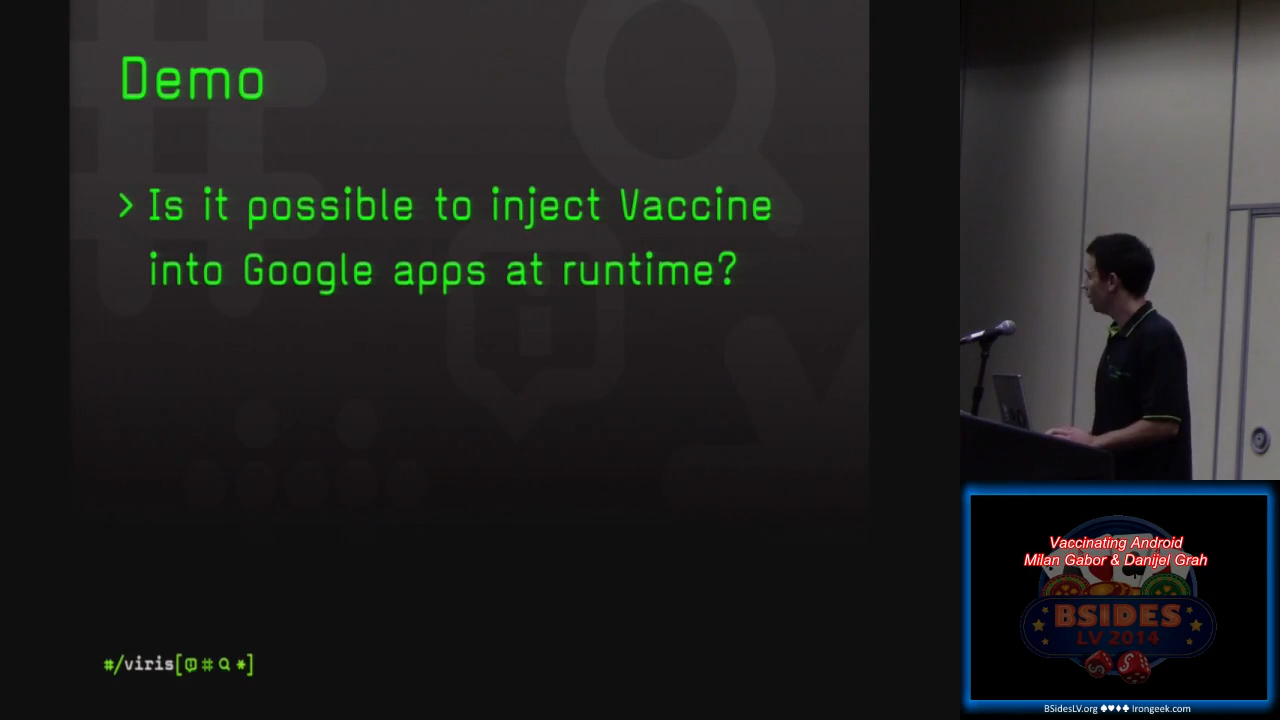 Demo
> Is it possible to inject Vaccine
into Google apps at runtime?
#/viris[#*]
Vaccinating Android
Milan Gabor & Danijel Grah
BSIDES
LV 2014
BSidesLV.org ♠♥♦♣ Irongeek.com